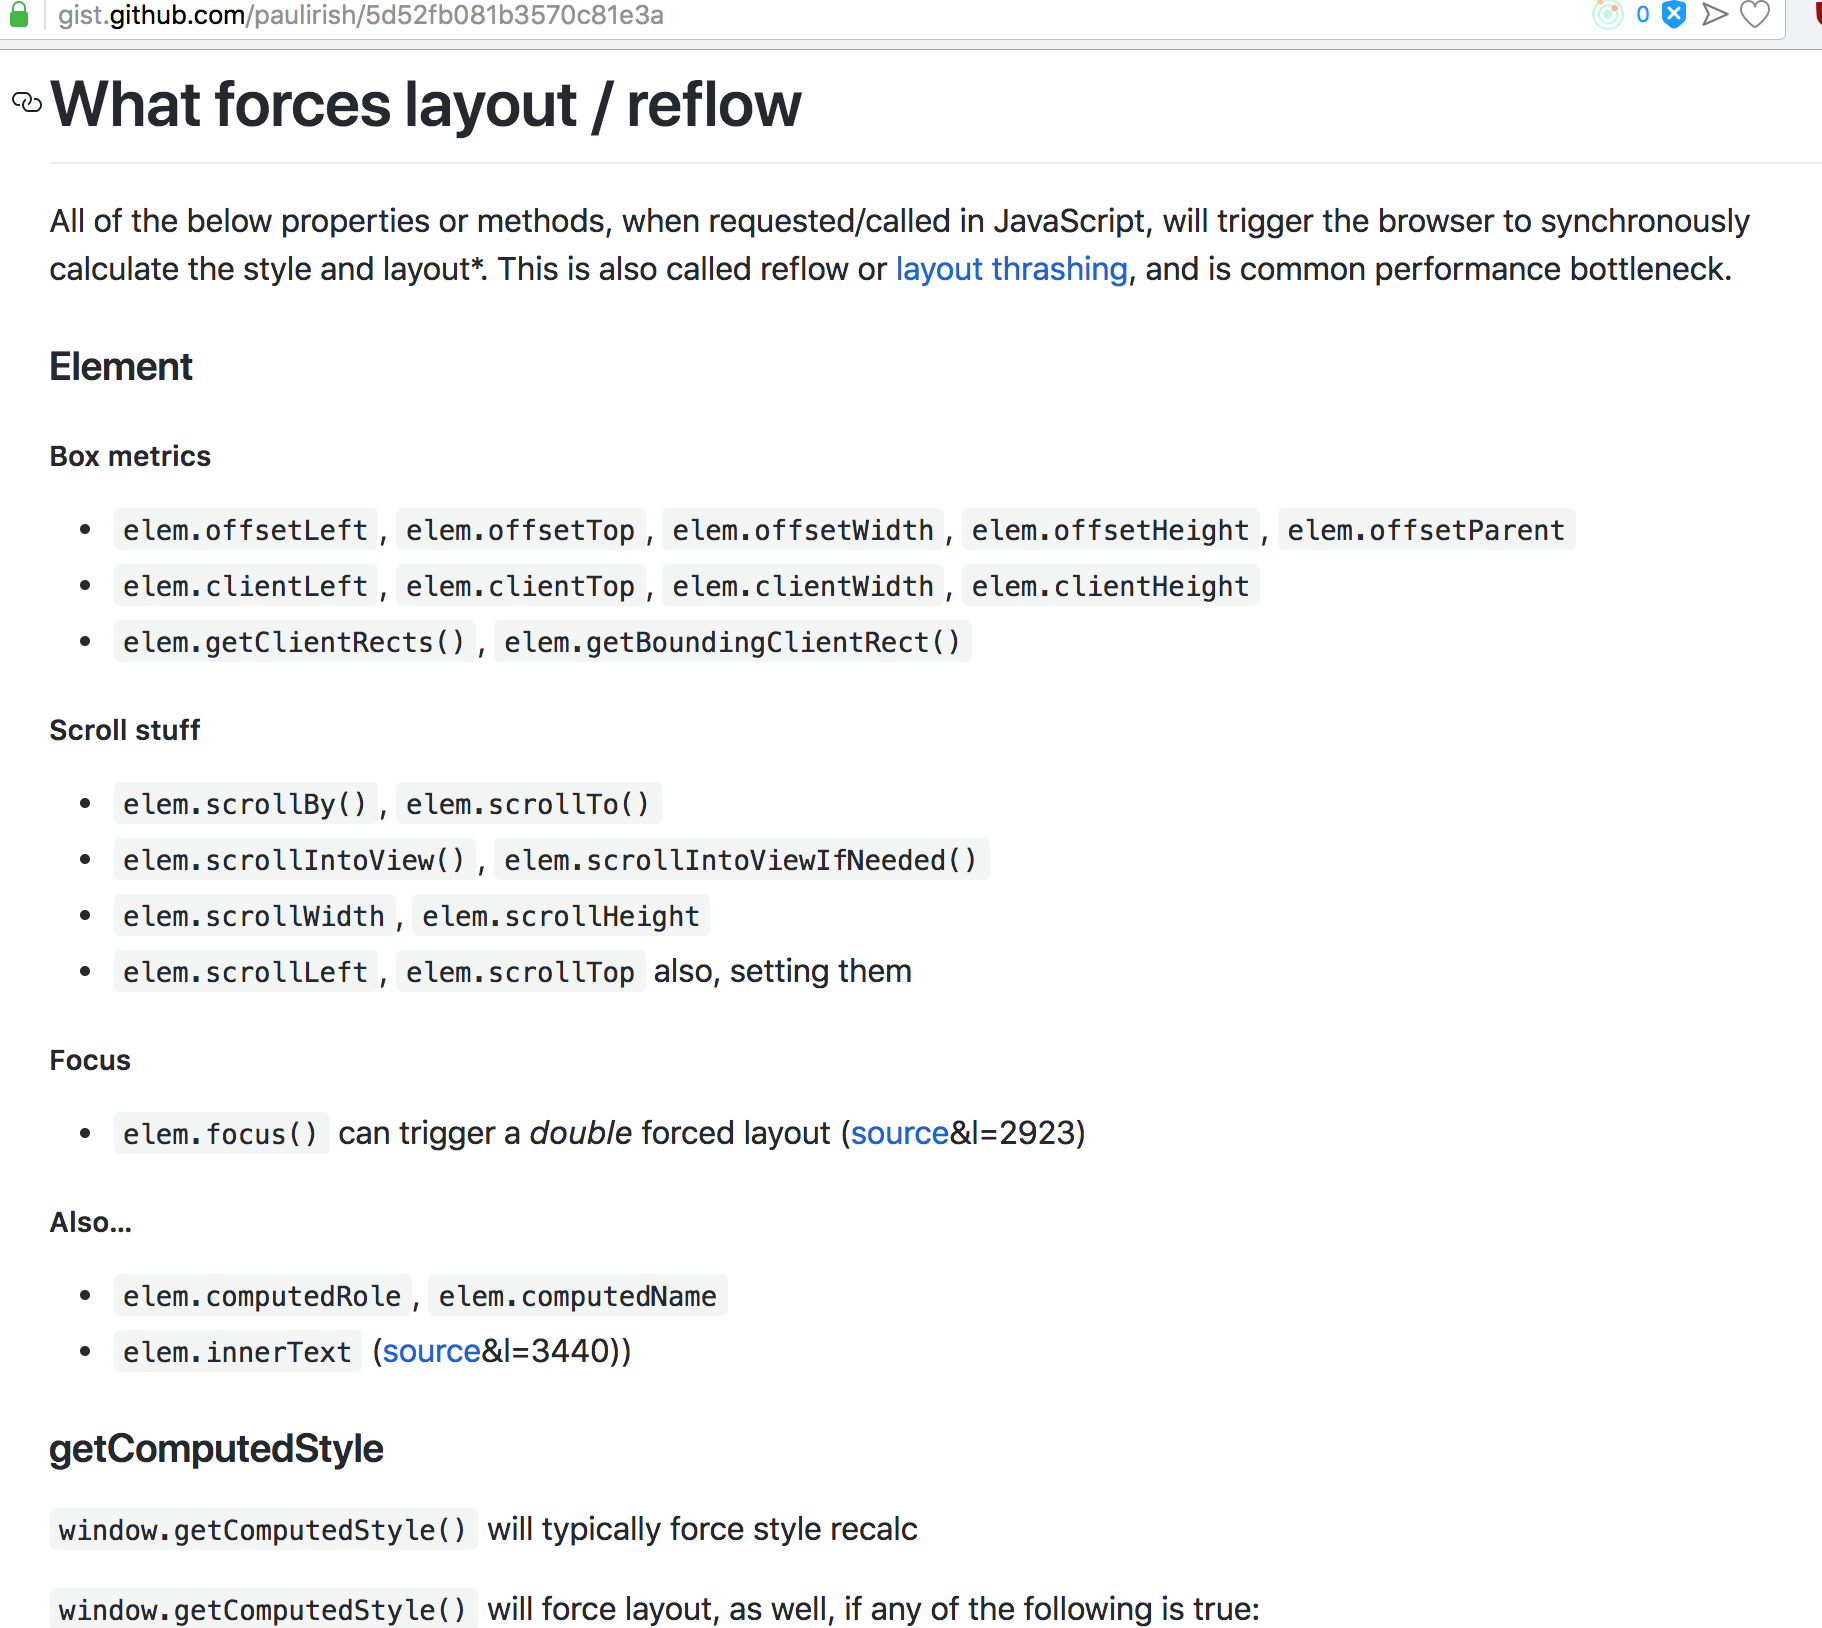 gist.github.com/paulirish/5d52fb081b3570c81e3a 0
What forces layout / reflow
All of the below properties or methods, when requested/called in JavaScript, will trigger the browser to synchronously
calculate the style and layout*. This is also called reflow or layout thrashing, and is common performance bottleneck.
Element
Box metrics
• elem.offsetLeft, elem.offsetTop, elem.offsetWidth, elem.offsetHeight, elem.offsetParent
• elem.clientLeft, elem.clientTop, elem.clientWidth, elem.clientHeight
• elem.getClientRects(), elem.getBoundingClientRect()
Scroll stuff
• elem.scrollBy(), elem.scrollTo()
• elem.scrollIntoView(), elem.scrollIntoViewIfNeeded()
• elem.scrollWidth, elem.scrollHeight
• elem.scrollLeft, elem.scrollTop also, setting them
Focus
• elem.focus() can trigger a double forced layout (source&l=2923)
Also...
• elem.computedRole, elem.computedName
• elem.innerText (source&l=3440))
getComputedStyle
window.getComputedStyle() will typically force style recalc
window.getComputedStyle() will force layout, as well, if any of the following is true: